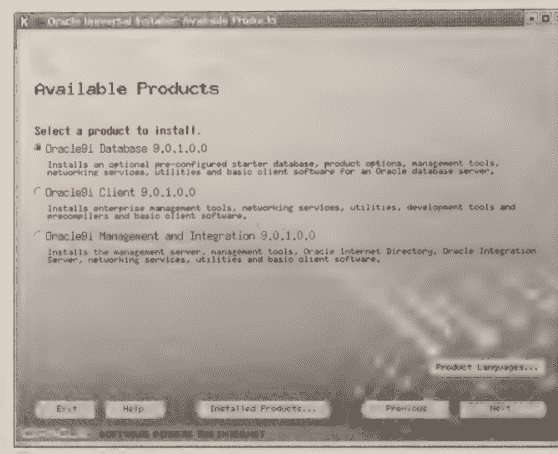 Oracle Universal Installer: Available Products
Available Products
Select a product to install.
Oracle9i Database 9.0.1.0.0
Installs an optional pre-configured starter database, product options, management tools,
networking services, utilities and basic client software for an Oracle database server.
Oracle9i Client 9.0.1.0.0
Installs enterprise management tools, networking services, utilities, development tools and
precompilers and basic client software.
Oracle9i Management and Integration 9.0.1.0.0
Installs the management server, management tools, Oracle Internet Directory, Oracle Integration
Server, networking services, utilities and basic client software.
Product Languages...
Exit Help Installed Products... Previous Next
ORACLE SOFTWARE POWERS THE INTERNET